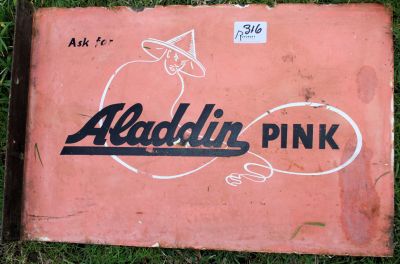 316
Ask for
Aladdin PINK